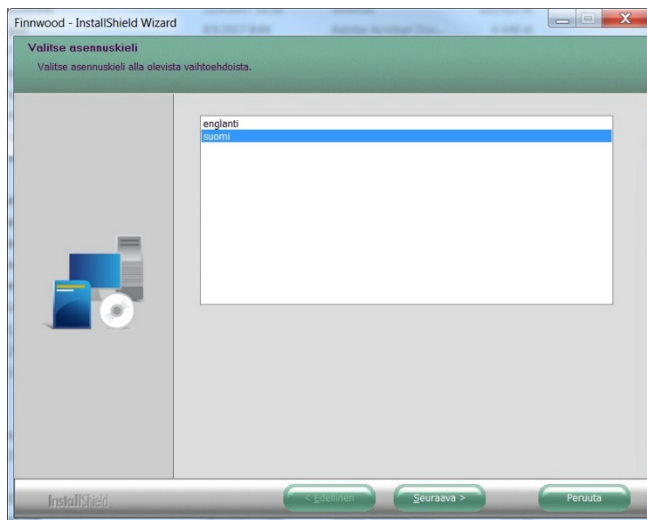 Finnwood - InstallShield Wizard
Valitse asennuskieli
Valitse asennuskieli alla olevista vaihtoehdoista.
englanti
suomi
InstallShield
< Edellinen
Seuraava >
Peruuta